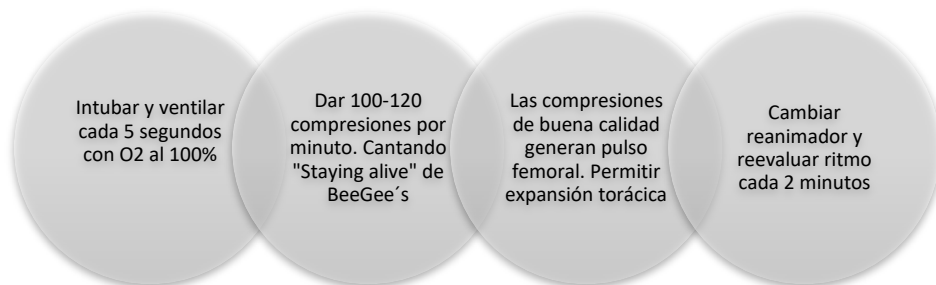 Intubar y ventilar
cada 5 segundos
con O2 al 100%
Dar 100-120
compresiones por
minuto. Cantando
"Staying alive" de
BeeGee´s
Las compresiones
de buena calidad
generan pulso
femoral. Permitir
expansión torácica
Cambiar
reanimador y
reevaluar ritmo
cada 2 minutos